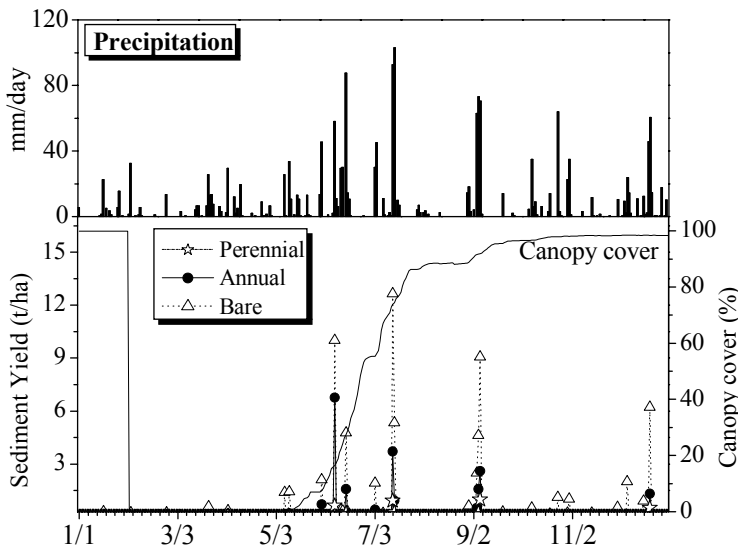 120
Precipitation
80
mm/day
40
0
15
Perennial
Annual
Bare
Canopy cover
100
12
80
Sediment Yield (t/ha)
9
60
Canopy cover (%)
6
40
3
20
0
1/1
3/3
5/3
7/3
9/2
11/2